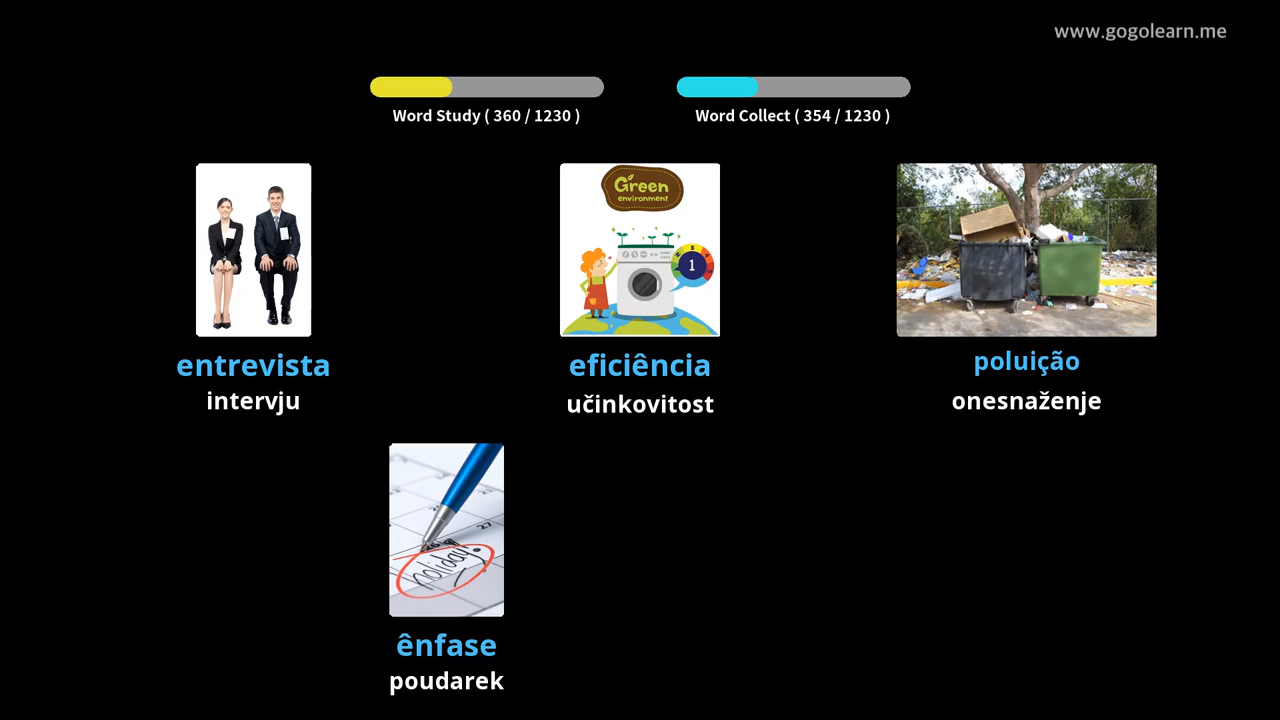 www.gogolearn.me
Word Study ( 360 / 1230 )
Word Collect ( 354 / 1230 )
Green
environment
1
entrevista
intervju
eficiência
učinkovitost
poluição
onesnaženje
27
holiday
ênfase
poudarek